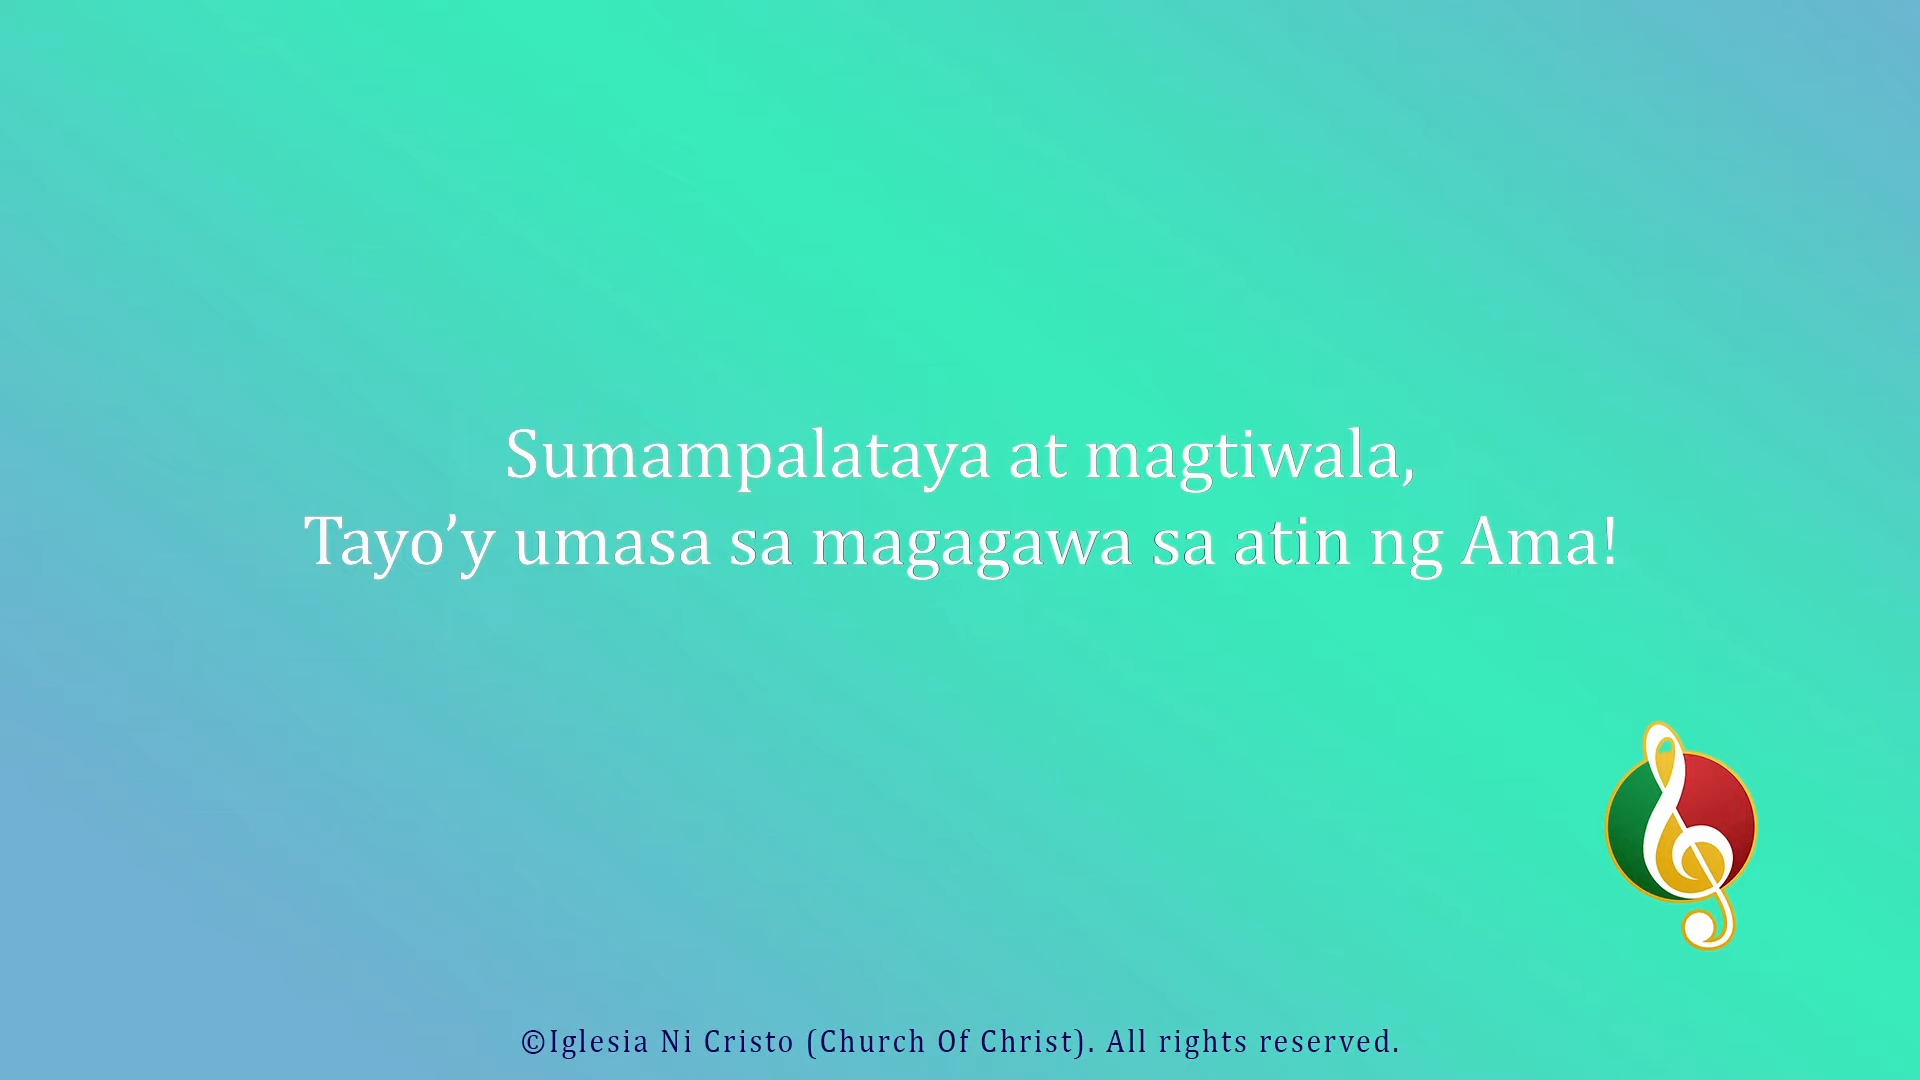 Sumampalataya at magtiwala,
Tayo’y umasa sa magagawa sa atin ng Ama!
©Iglesia Ni Cristo (Church Of Christ). All rights reserved.